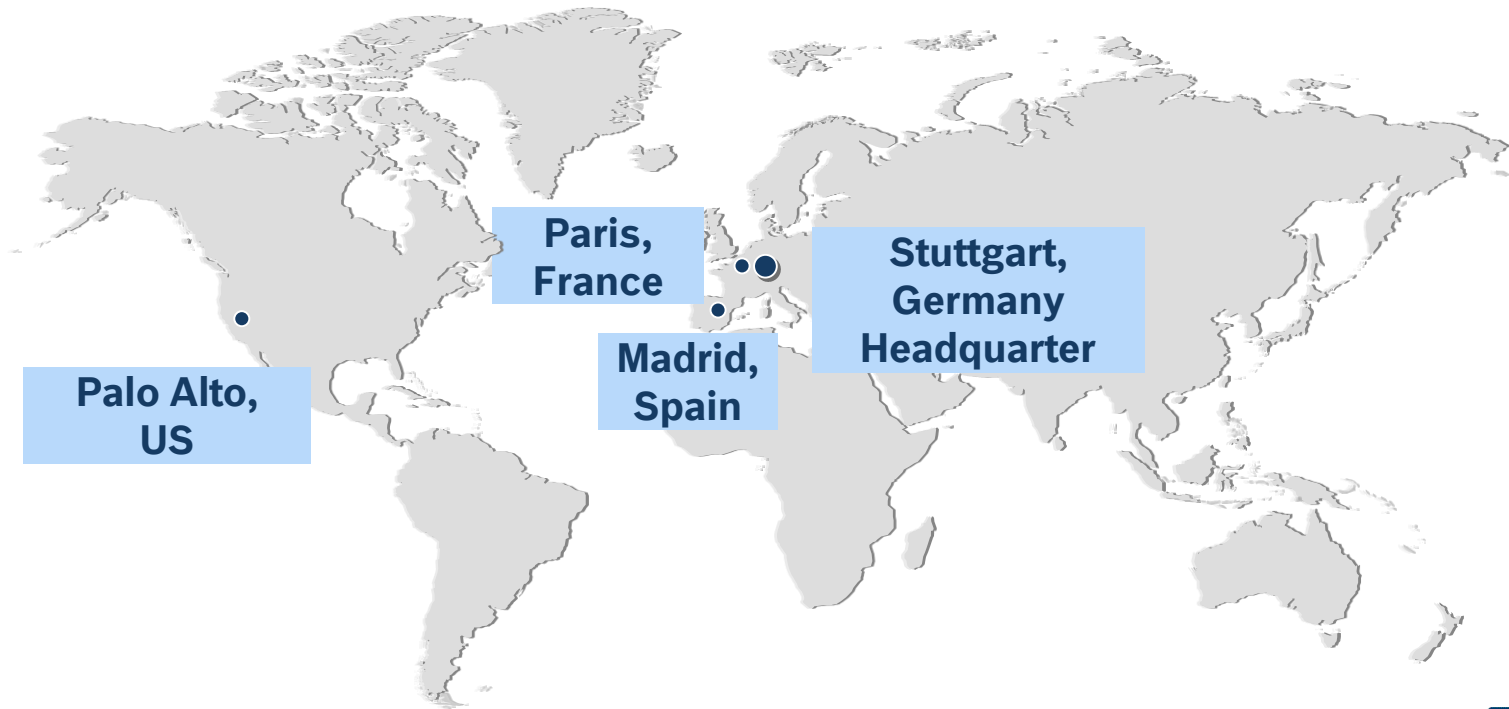 Paris,
France
Stuttgart,
Germany
Headquarter
Madrid,
Spain
Palo Alto,
US